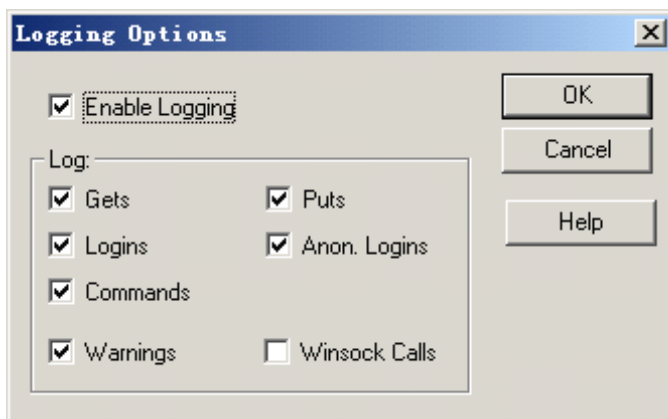 Logging Options
Enable Logging
OK
Cancel
Help
Log:
Gets
Puts
Logins
Anon. Logins
Commands
Warnings
Winsock Calls